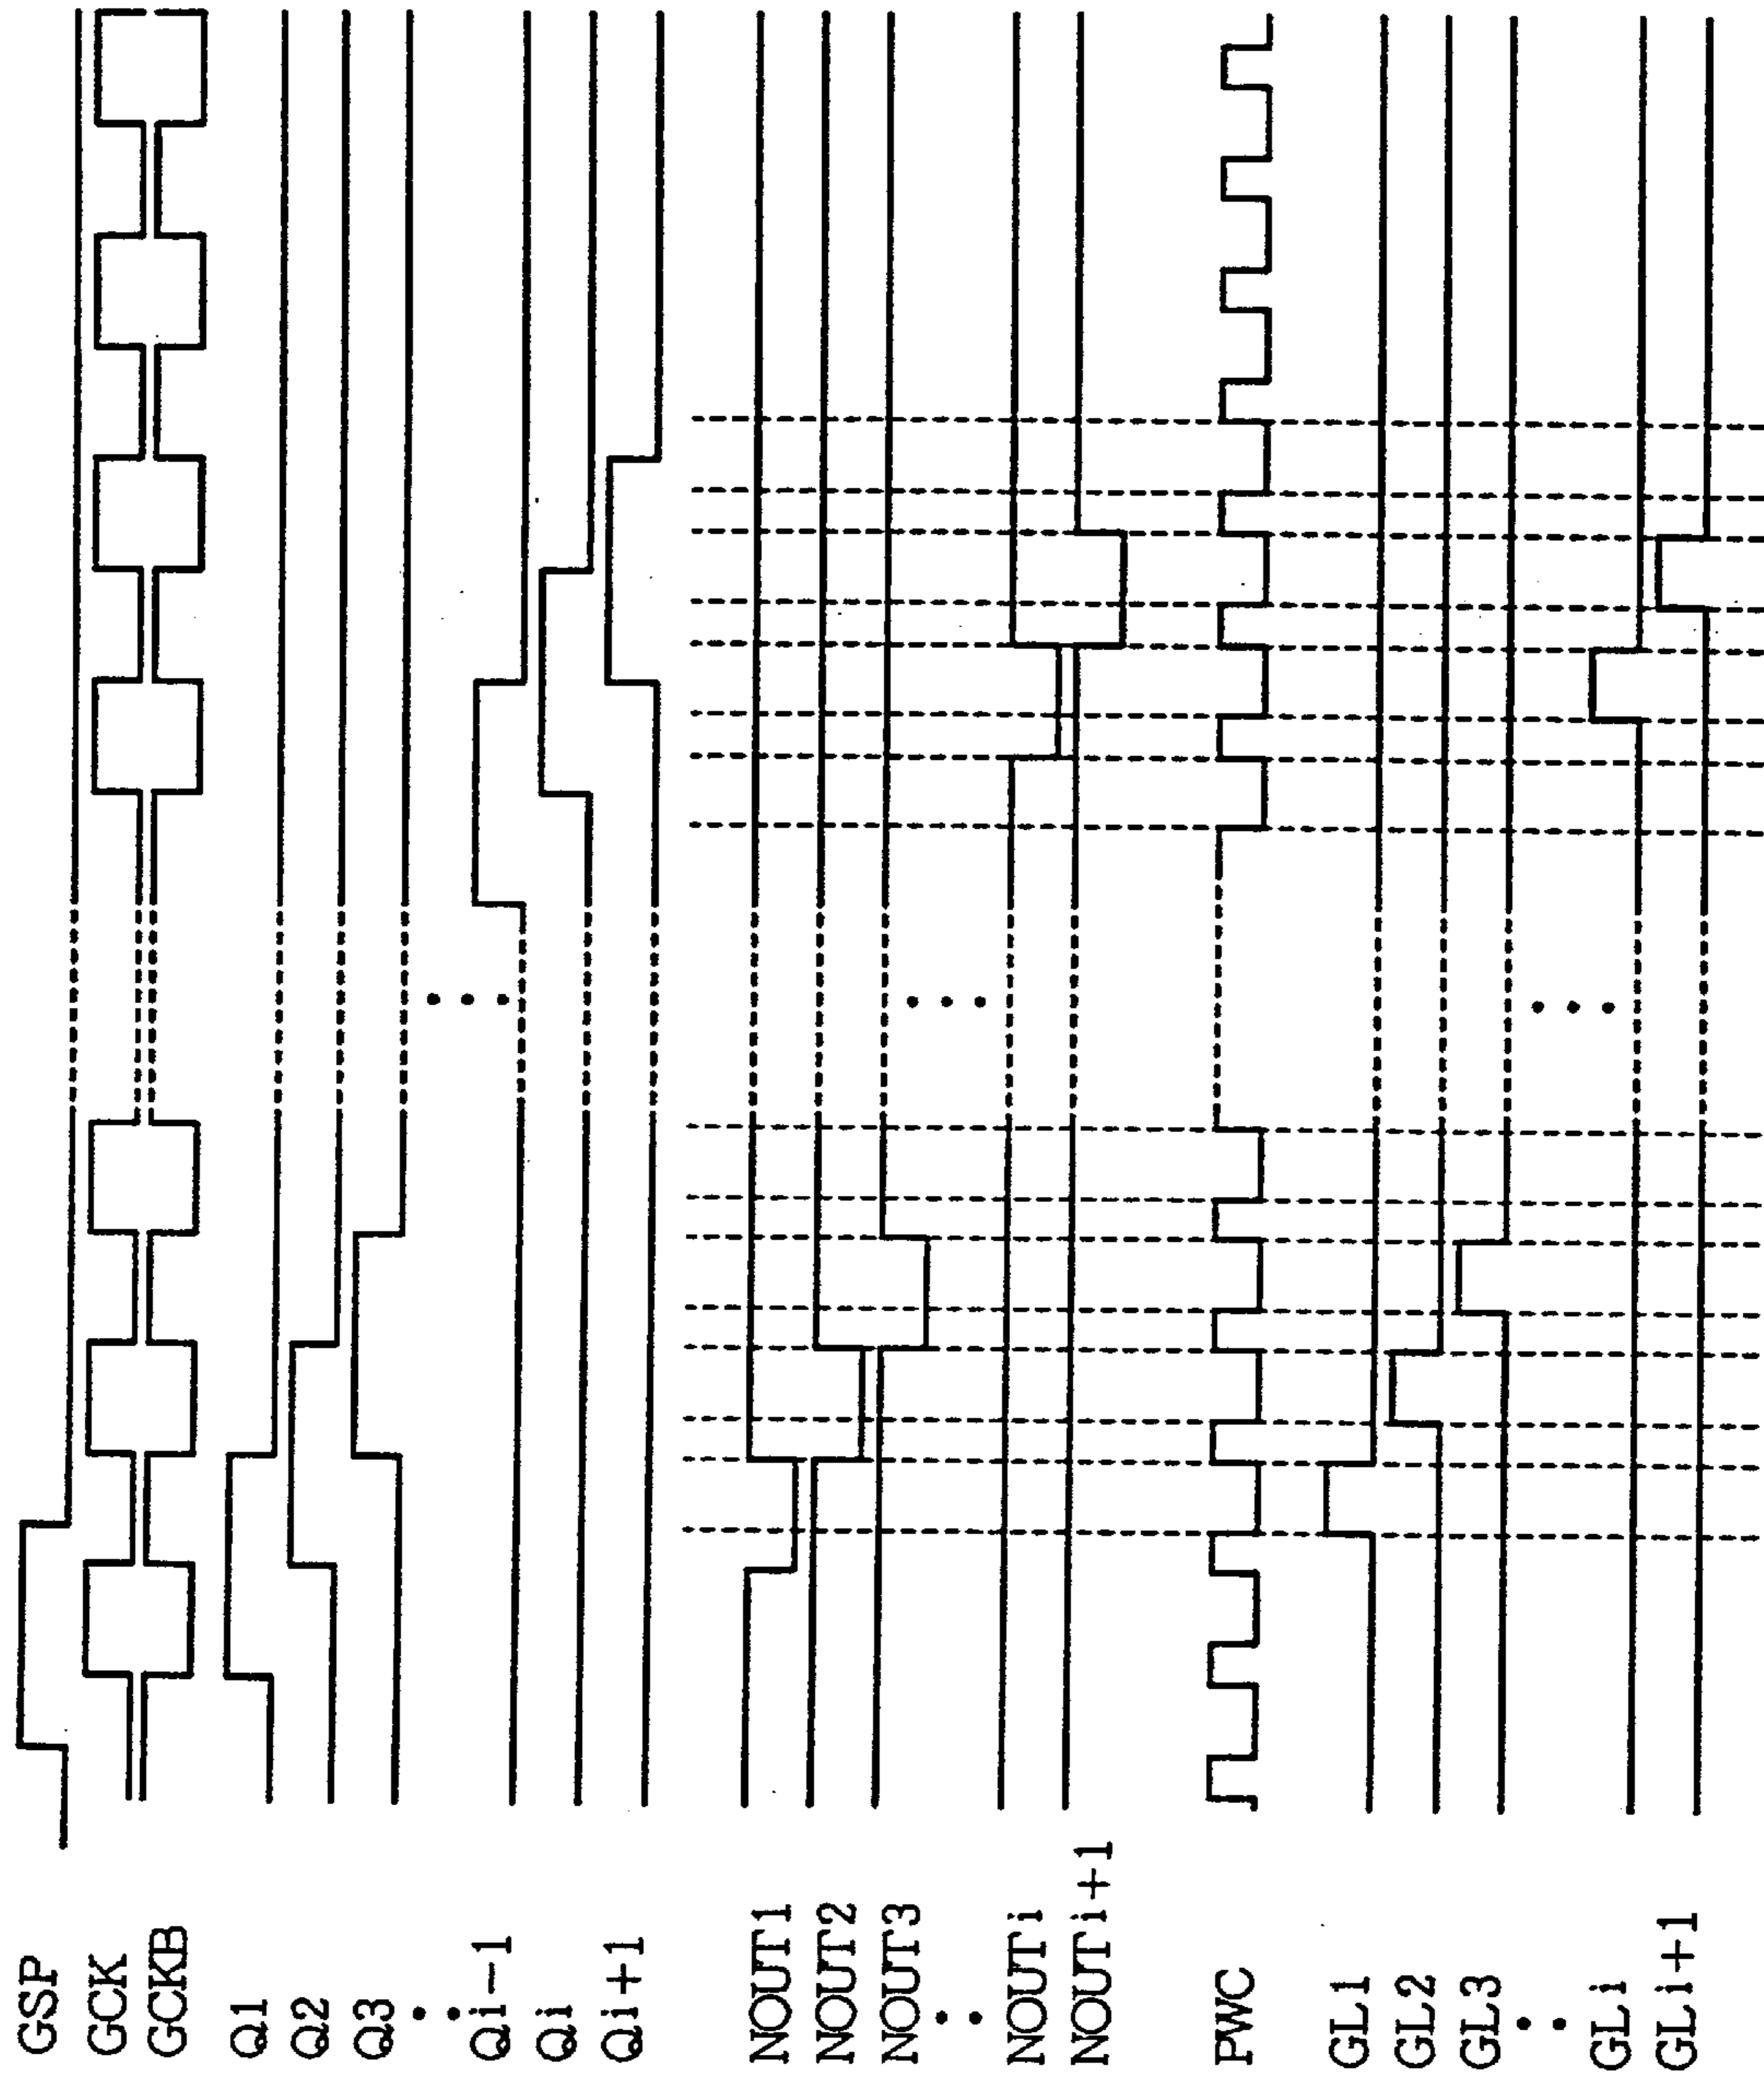 GSP
GCK
GCKB
Q1
Q2
Q3
Qi-1
Qi
Qi+1
NOUT1
NOUT2
NOUT3
NOUTi
NOUTi+1
PWC
GL1
GL2
GL3
GLi
GLi+1